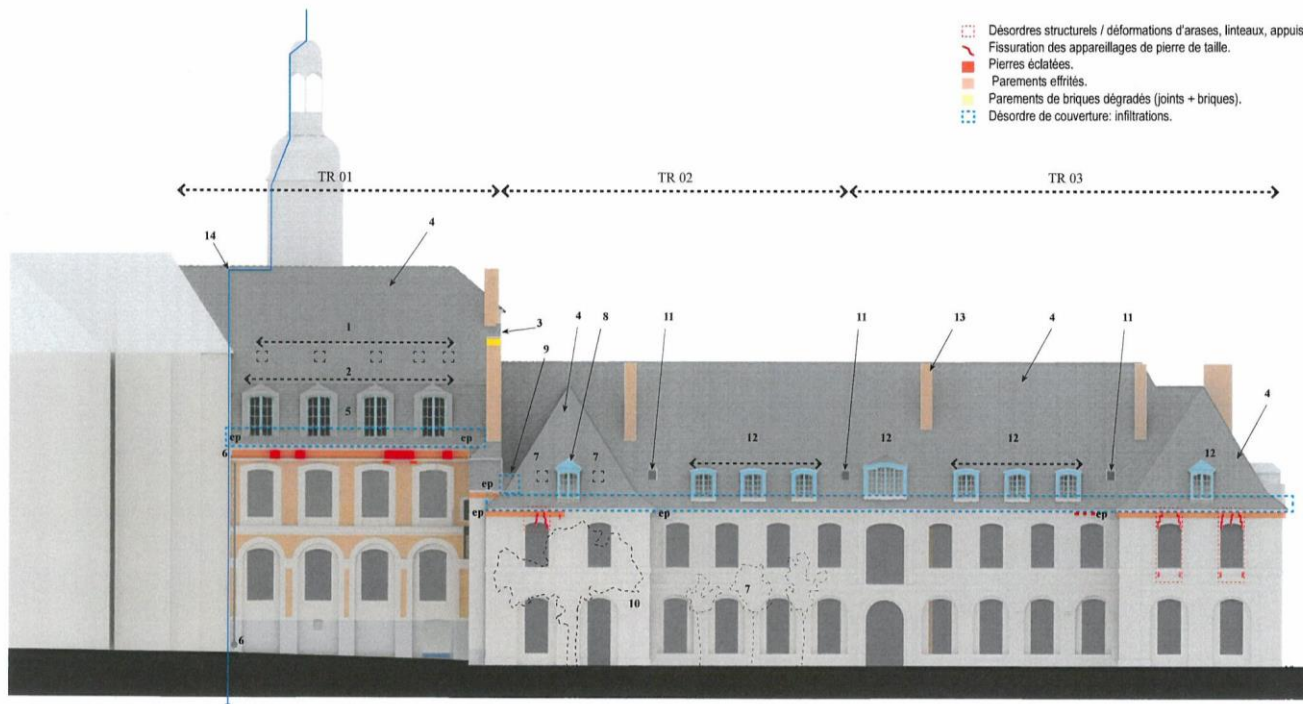 Désordres structurels / déformations d'arases, linteaux, appuis
Fissuration des appareillages de pierre de taille.
Pierres éclatées.
Parements effrités.
Parements de briques dégradés (joints + briques).
Désordre de couverture: infiltrations.
TR 01
TR 02
TR 03
14
4
1
3
4
8
11
11
13
4
11
9
2
5
4
ep
ep
6
7
7
12
12
12
12
ep
ep
ep
ep
10
7
6